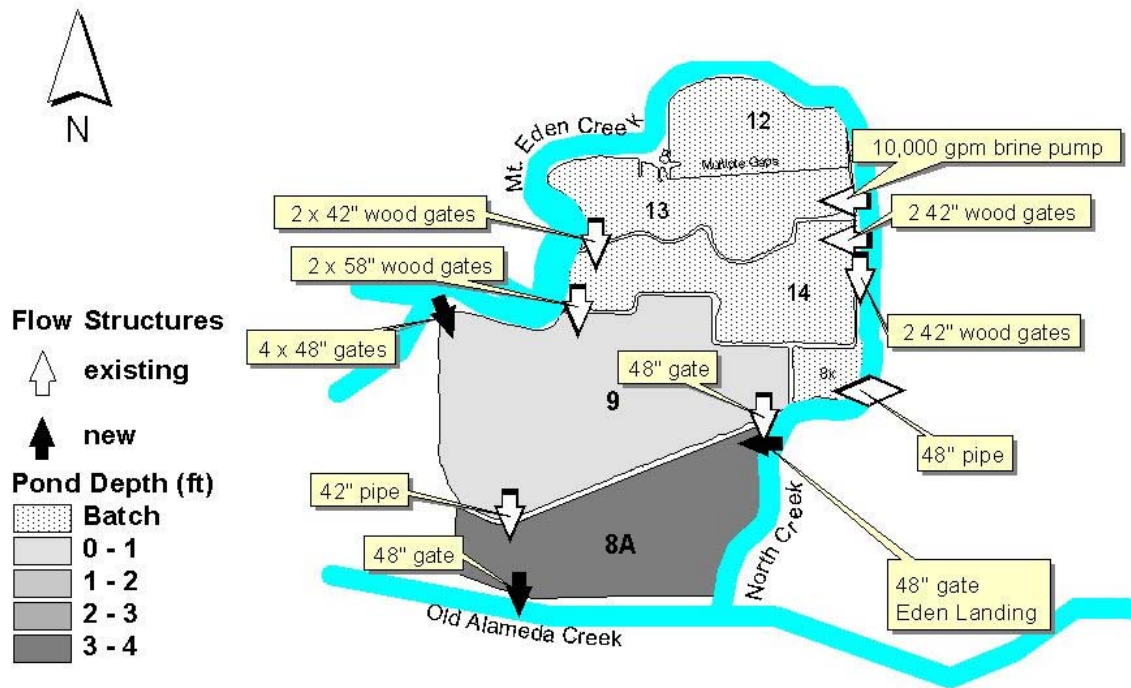 N
Mt. Eden Creek
12
Multiple Gaps
10,000 gpm brine pump
2 x 42" wood gates
13
2 42" wood gates
2 x 58" wood gates
14
2 42" wood gates
4 x 48" gates
48" gate
8x
9
48" pipe
42" pipe
8A
48" gate
North Creek
48" gate
Eden Landing
Old Alameda Creek
Flow Structures
existing
new
Pond Depth (ft)
Batch
0 - 1
1 - 2
2 - 3
3 - 4